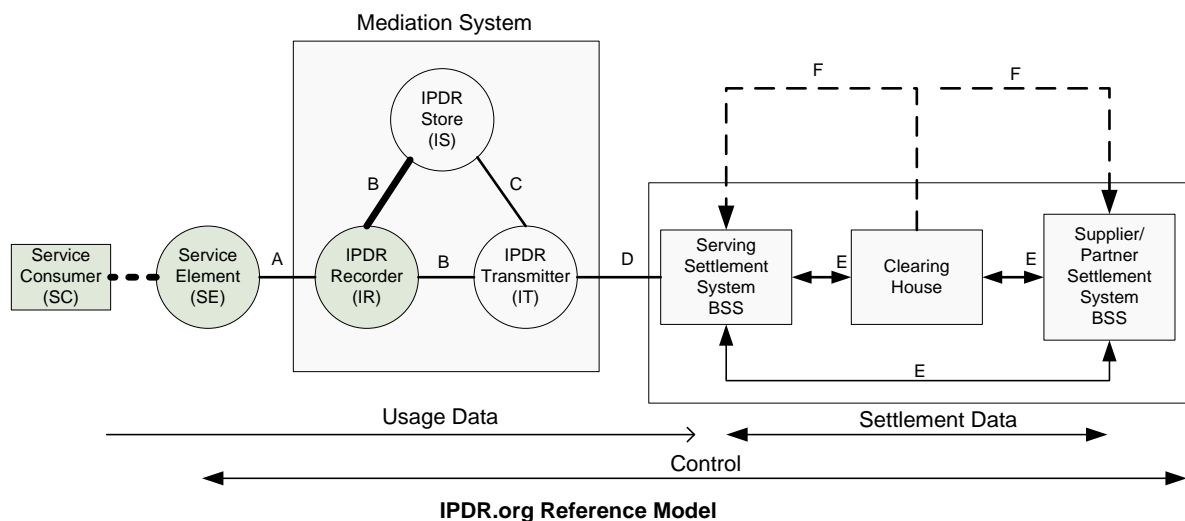 Mediation System
F
F
IPDR
Store
(IS)
B
C
Service
Consumer
(SC)
Service
Element
(SE)
A
IPDR
Recorder
(IR)
B
IPDR
Transmitter
(IT)
D
Serving
Settlement
System
BSS
E
Clearing
House
E
Supplier/
Partner
Settlement
System
BSS
E
Usage Data
Settlement Data
Control
IPDR.org Reference Model